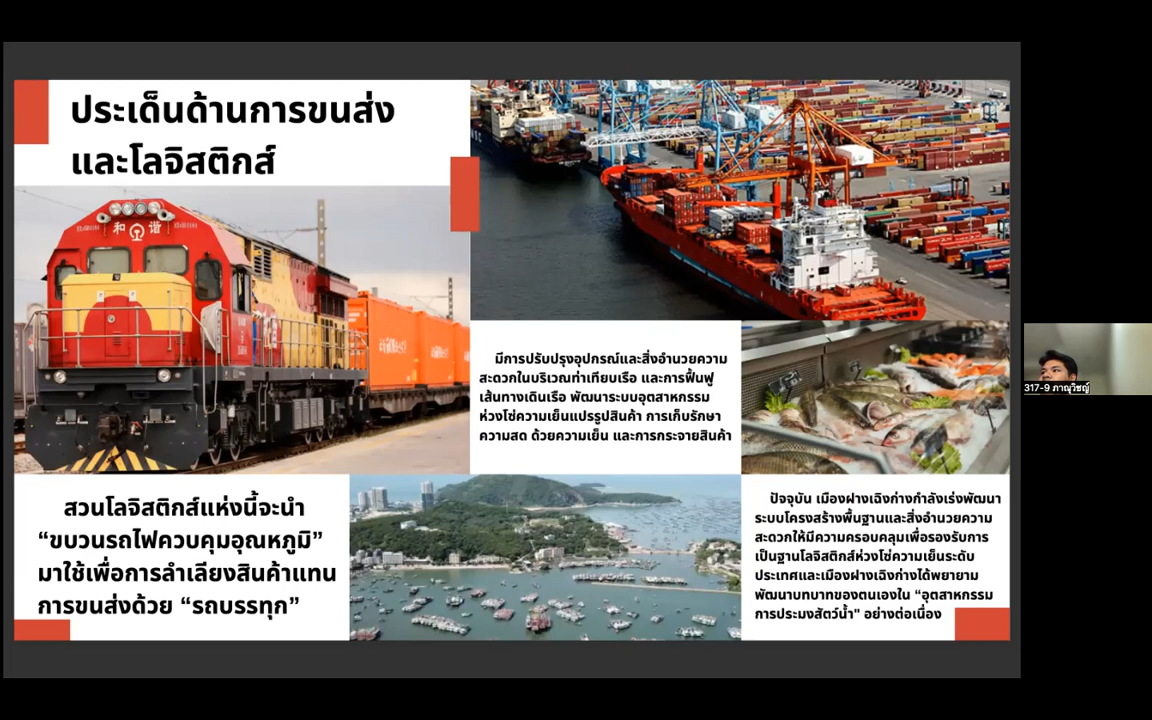 ประเด็นด้านการขนส่ง
และโลจิสติกส์
和 谐
มีการปรับปรุงอุปกรณ์และสิ่งอำนวยความ
สะดวกในบริเวณท่าเทียบเรือ และการฟื้นฟู
เส้นทางเดินเรือ พัฒนาระบบอุตสาหกรรม
ห่วงโซ่ความเย็นแปรรูปสินค้า การเก็บรักษา
ความสด ด้วยความเย็น และการกระจายสินค้า
317-9 ภาณุวิชญ์
สวนโลจิสติกส์แห่งนี้จะนำ
“ขบวนรถไฟควบคุมอุณหภูมิ”
มาใช้เพื่อการลำเลียงสินค้าแทน
การขนส่งด้วย “รถบรรทุก”
ปัจจุบัน เมืองฝางเฉิงก่างกำลังเร่งพัฒนา
ระบบโครงสร้างพื้นฐานและสิ่งอำนวยความ
สะดวกให้มีความครอบคลุมเพื่อรองรับการ
เป็นฐานโลจิสติกส์ห่วงโซ่ความเย็นระดับ
ประเทศและเมืองฝางเฉิงก่างได้พยายาม
พัฒนาบทบาทของตนเองใน “อุตสาหกรรม
การประมงสัตว์น้ำ" อย่างต่อเนื่อง